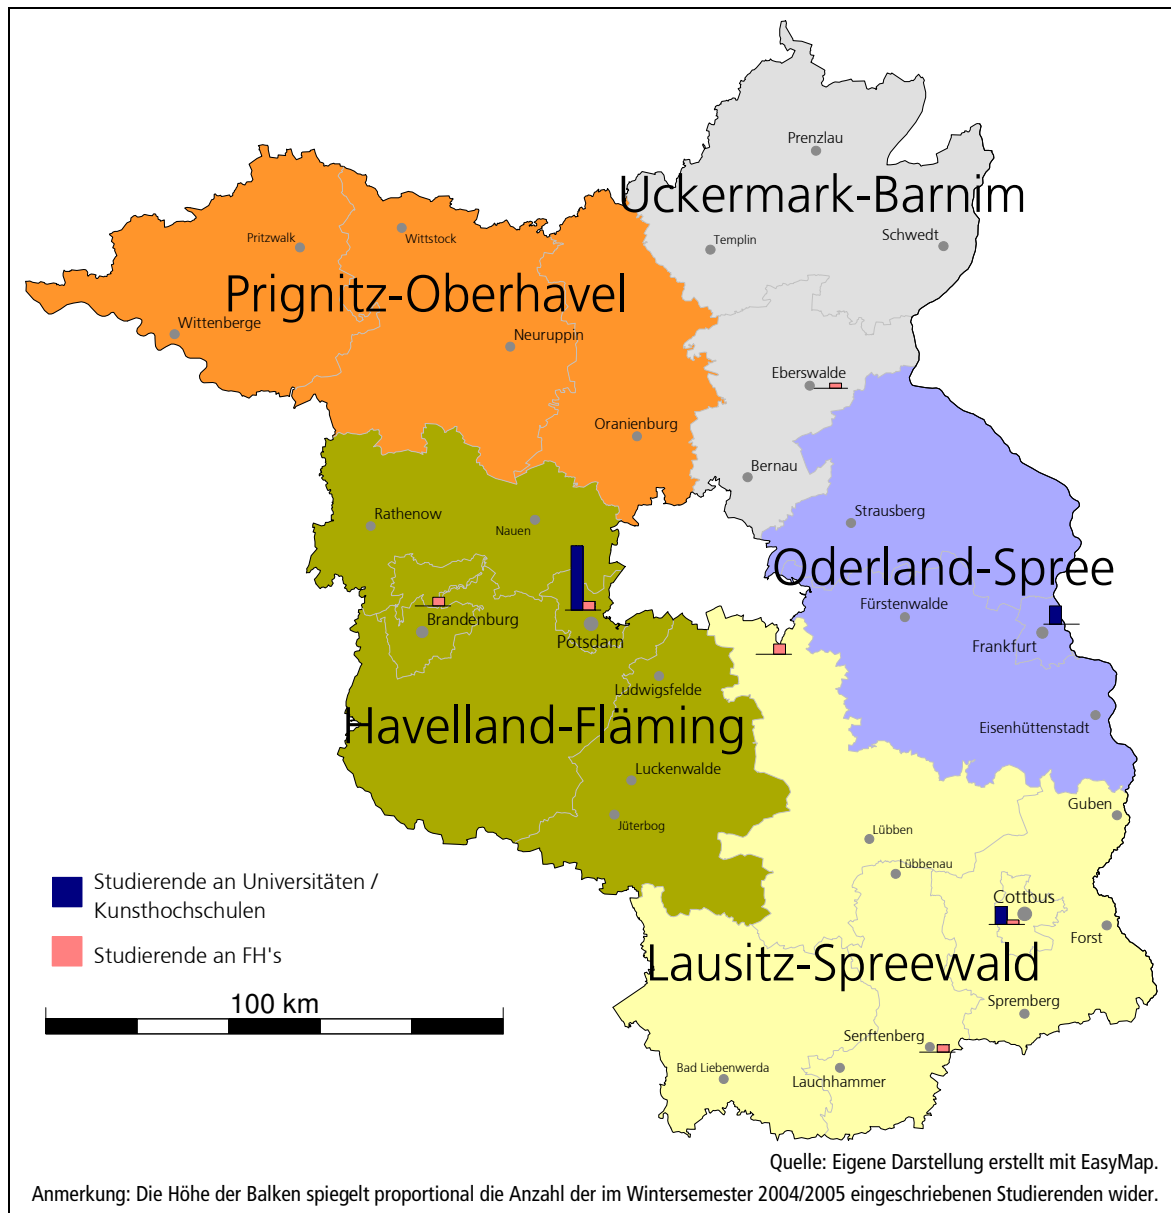 Prenzlau
Uckermark-Barnim
Templin
Schwedt
Pritzwalk
Wittstock
Prignitz-Oberhavel
Wittenberge
Neuruppin
Eberswalde
Oranienburg
Bernau
Rathenow
Nauen
Strausberg
Oderland-Spree
Fürstenwalde
Frankfurt
Brandenburg
Potsdam
Ludwigsfelde
Havelland-Fläming
Eisenhüttenstadt
Luckenwalde
Jüterbog
Guben
Lübben
Lübbenau
Cottbus
Forst
Studierende an Universitäten /
Kunsthochschulen
Studierende an FH's
Lausitz-Spreewald
100 km
Spremberg
Senftenberg
Bad Liebenwerda
Lauchhammer
Quelle: Eigene Darstellung erstellt mit EasyMap.
Anmerkung: Die Höhe der Balken spiegelt proportional die Anzahl der im Wintersemester 2004/2005 eingeschriebenen Studierenden wider.